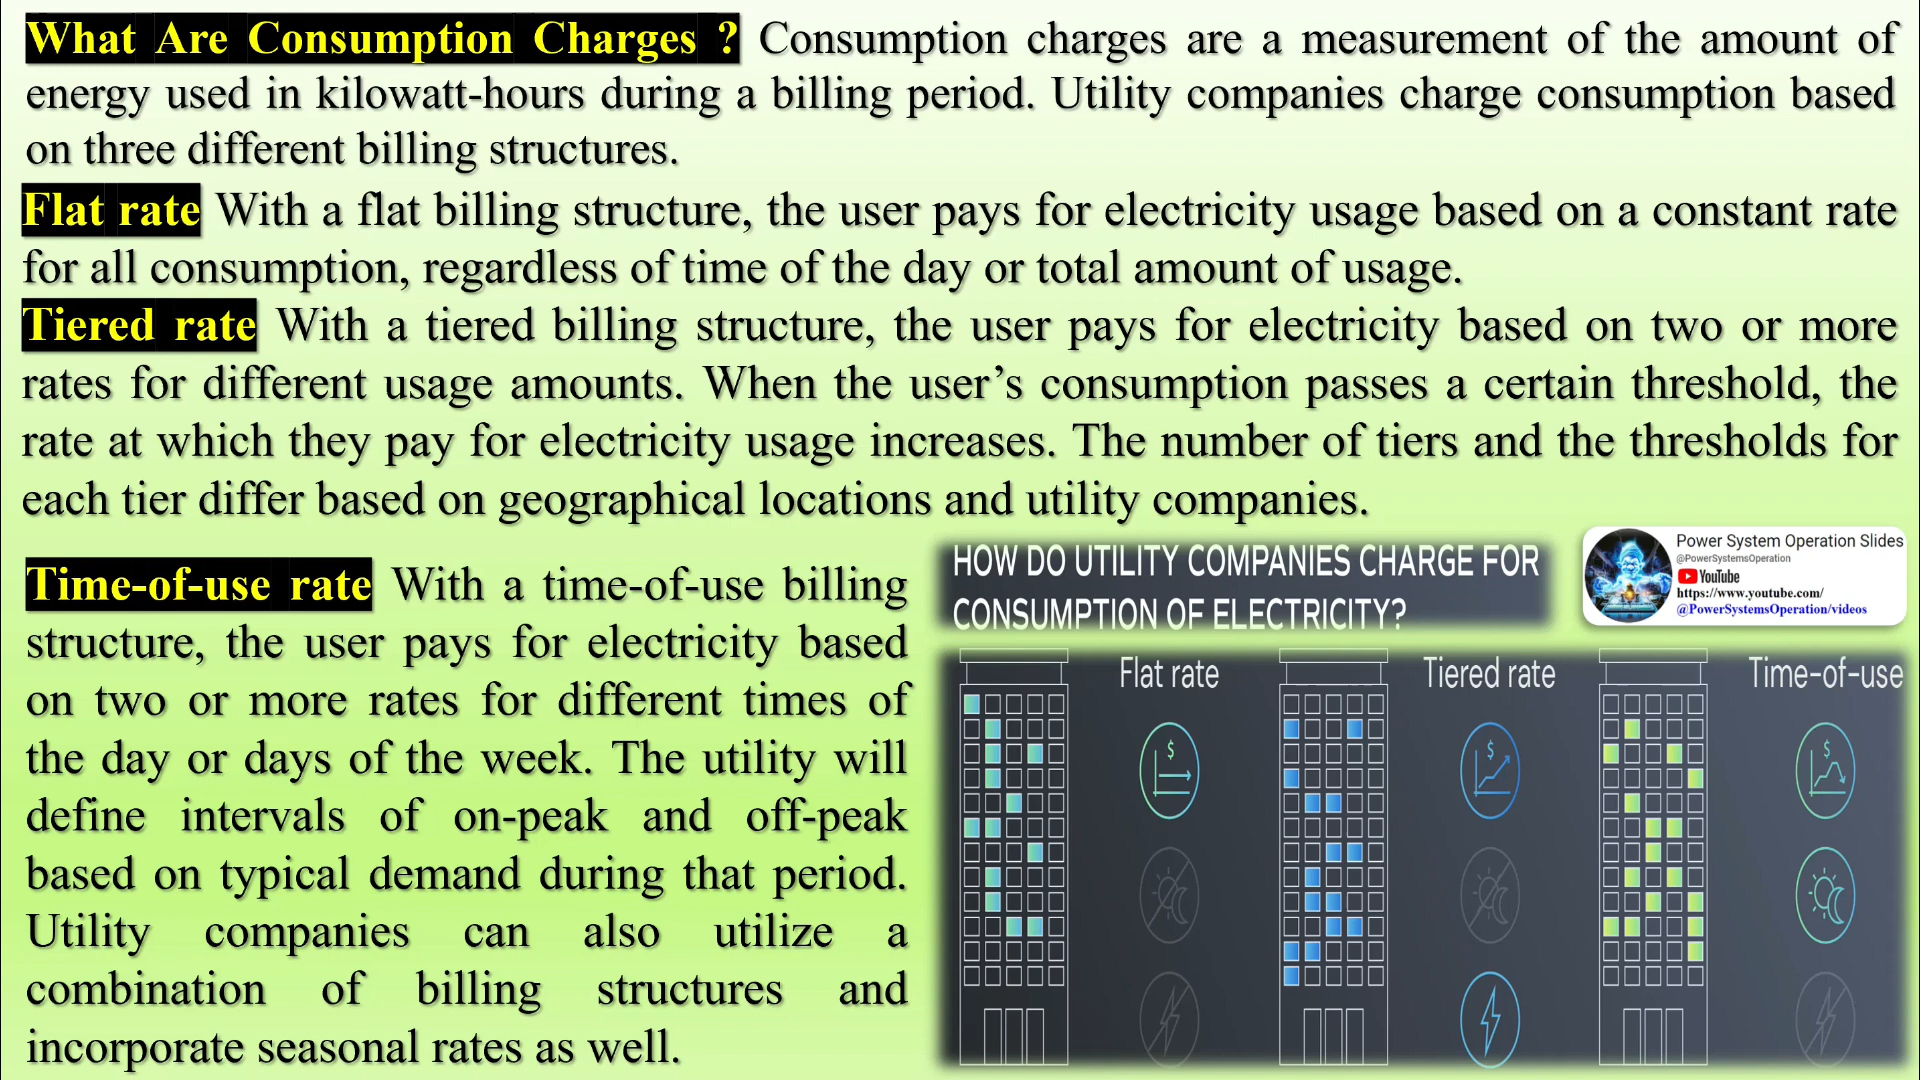 What Are Consumption Charges ? Consumption charges are a measurement of the amount of
energy used in kilowatt-hours during a billing period. Utility companies charge consumption based
on three different billing structures.
Flat rate With a flat billing structure, the user pays for electricity usage based on a constant rate
for all consumption, regardless of time of the day or total amount of usage.
Tiered rate With a tiered billing structure, the user pays for electricity based on two or more
rates for different usage amounts. When the user’s consumption passes a certain threshold, the
rate at which they pay for electricity usage increases. The number of tiers and the thresholds for
each tier differ based on geographical locations and utility companies.
Time-of-use rate With a time-of-use billing
structure, the user pays for electricity based
on two or more rates for different times of
the day or days of the week. The utility will
define intervals of on-peak and off-peak
based on typical demand during that period.
Utility companies can also utilize a
combination of billing structures and
incorporate seasonal rates as well.
HOW DO UTILITY COMPANIES CHARGE FOR
CONSUMPTION OF ELECTRICITY?
Power System Operation Slides
@PowerSystemsOperation
YouTube
https://www.youtube.com/
@PowerSystemsOperation/videos
Flat rate
Tiered rate
Time-of-use
$
$
$